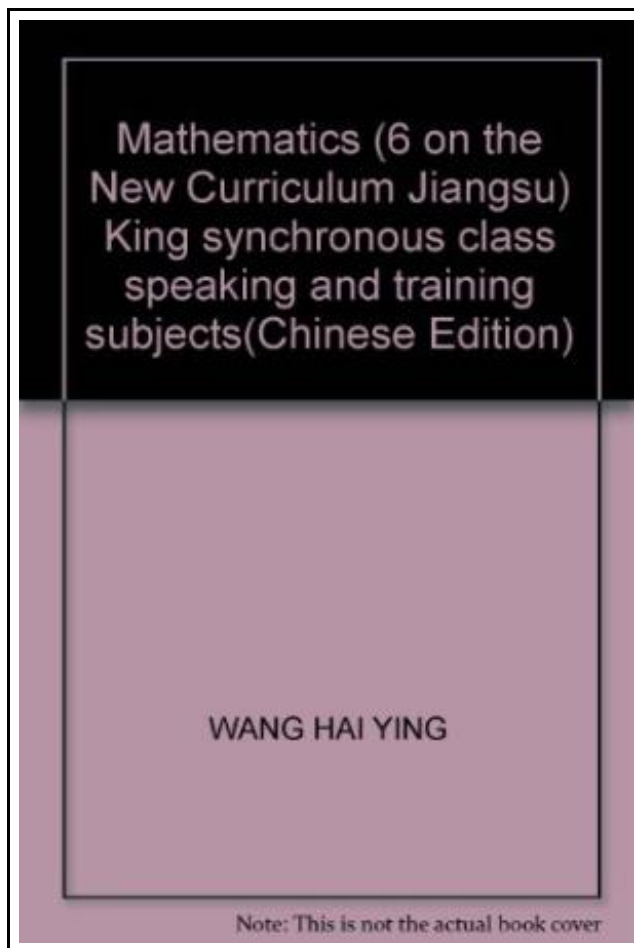 Mathematics (6 on the
New Curriculum Jiangsu)
King synchronous class
speaking and training
subjects(Chinese Edition)
WANG HAI YING
Note: This is not the actual book cover